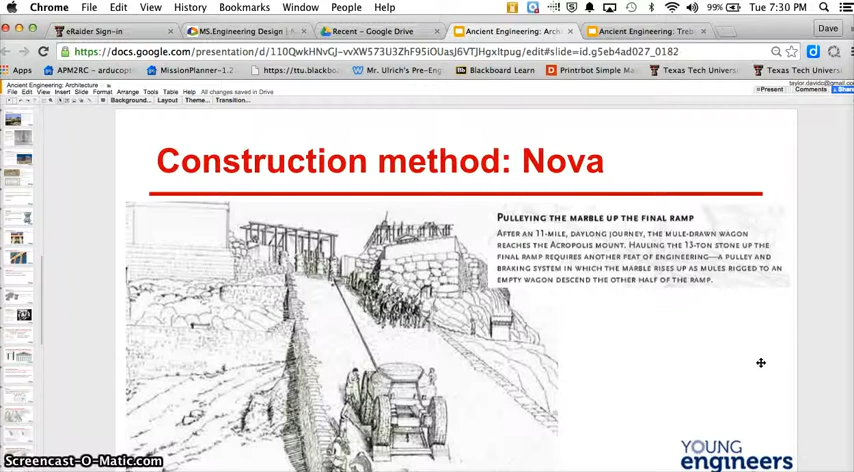 Chrome File Edit View History Bookmarks Window People Help 99% Tue 7:30 PM
eRaider Sign-in MS.Engineering Design Recent – Google Drive Ancient Engineering: Archi Ancient Engineering: Treb Dave
https://docs.google.com/presentation/d/110QwkHNvGJ-vvXW573U3ZhF95iOUasJ6VTJHgxItpug/edit#slide=id.g5eb4ad027_0182
Apps APM2RC - arducopt MissionPlanner-1.2 https://ttu.blackbo Mr. Ulrich's Pre-Eng Blackboard Learn Printrbot Simple Ma Texas Tech Univers Texas Tech Universi
Ancient Engineering: Architecture
taylor.davidc@gmail.com
File Edit View Insert Slide Format Arrange Tools Table Help All changes saved in Drive
Present Comments Share
Background... Layout Theme... Transition...
Construction method: Nova
Pulleying the marble up the final ramp
After an 11-mile, daylong journey, the mule-drawn wagon
reaches the Acropolis mount. Hauling the 13-ton stone up the
final ramp requires another feat of engineering—a pulley and
braking system in which the marble rises up as mules rigged to an
empty wagon descend the other half of the ramp.
YOUNG
engineers
Screencast-O-Matic.com